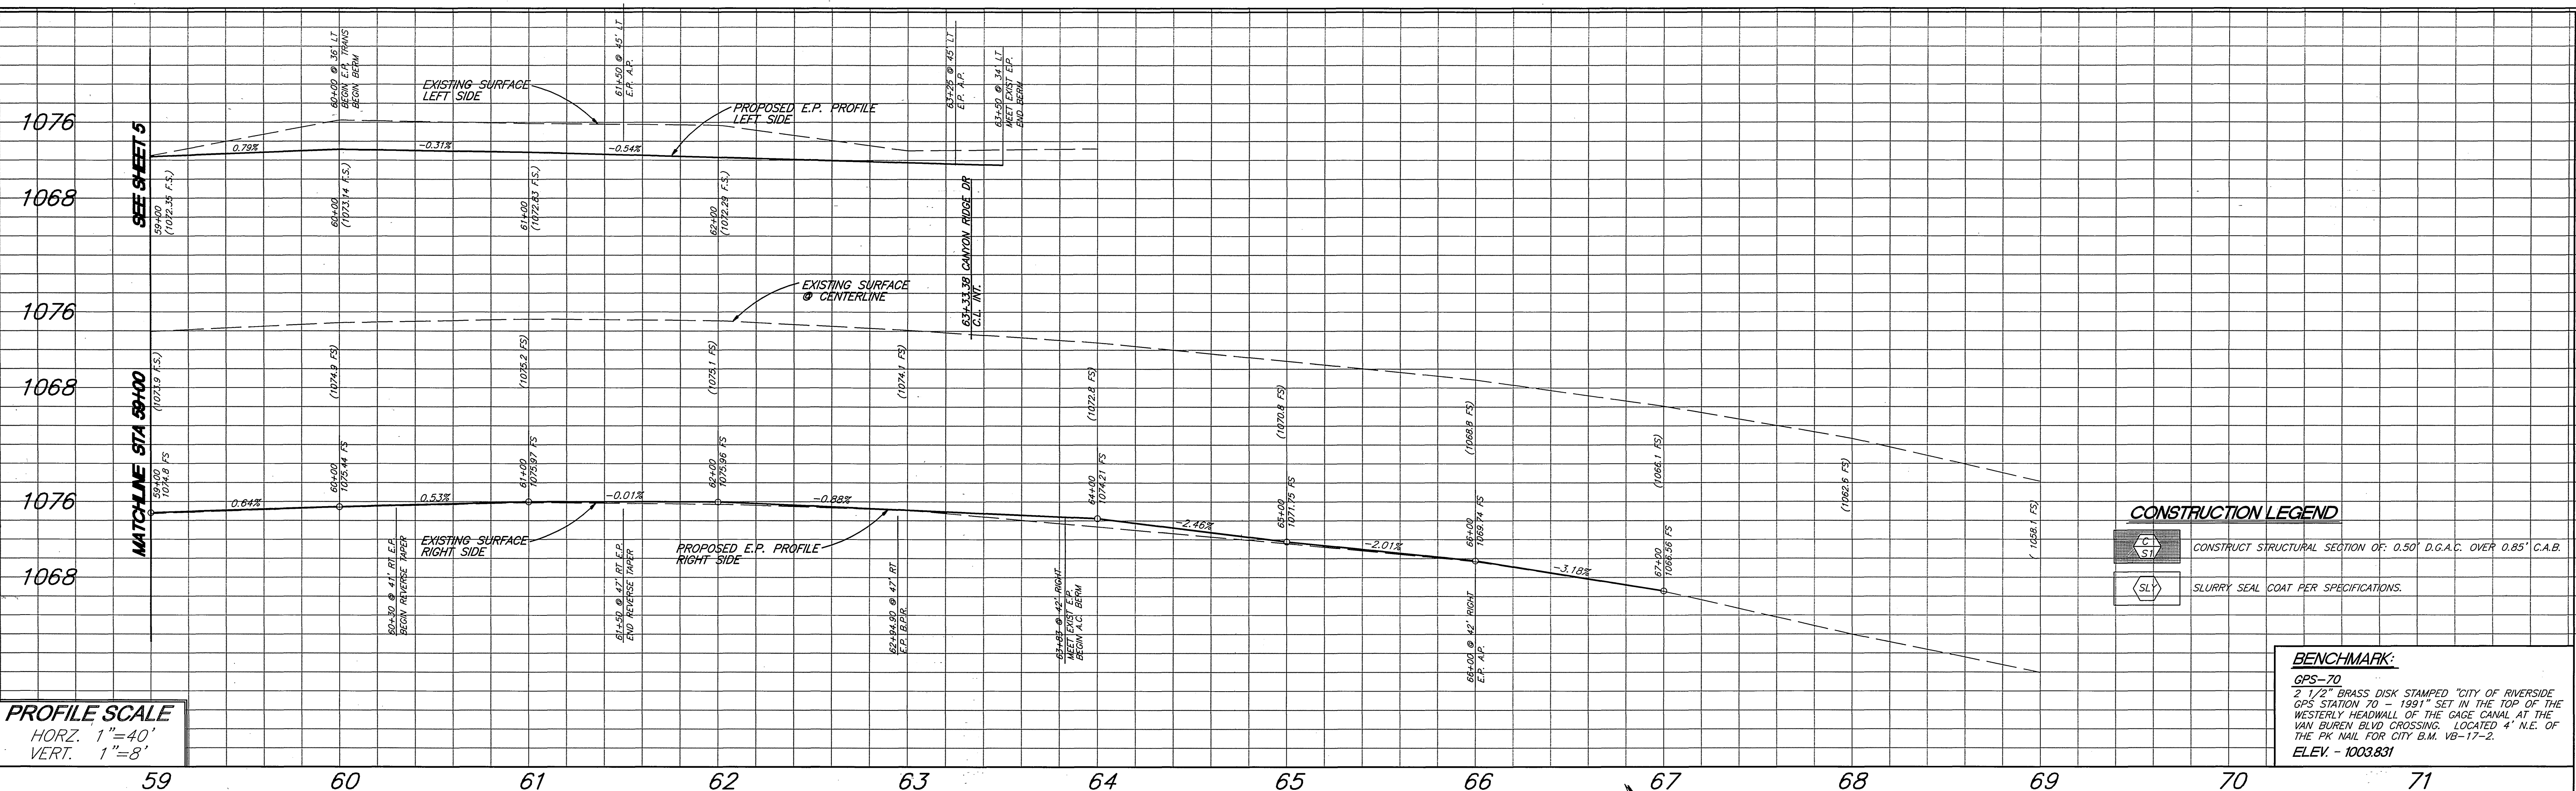 60+00 @ 36' LT
BEGIN E.P. TRANS
BEGIN BERM
61+50 @ 45' LT
E.P. A.P.
63+25 @ 45' LT
E.P. A.P.
63+50 @ 34' LT
MEET EXIST E.P.
END BERM
EXISTING SURFACE
LEFT SIDE
PROPOSED E.P. PROFILE
LEFT SIDE
1076
SEE SHEET 5
0.79%
-0.31%
-0.54%
1068
59+00
(1072.35 F.S.)
60+00
(1073.14 F.S.)
61+00
(1072.83 F.S.)
62+00
(1072.29 F.S.)
63+33.38 CANYON RIDGE DR
C.L. INT.
EXISTING SURFACE
@ CENTERLINE
1076
1068
MATCHLINE STA 59+00
(1073.9 F.S.)
(1074.9 FS)
(1075.2 FS)
(1075.1 FS)
(1074.1 FS)
(1072.8 FS)
(1070.8 FS)
(1068.8 FS)
(1066.1 FS)
(1062.6 FS)
( 1058.1 FS)
59+00
1074.8 FS
60+00
1075.44 FS
61+00
1075.97 FS
62+00
1075.96 FS
64+00
1074.21 FS
65+00
1071.75 FS
66+00
1069.74 FS
67+00
1066.56 FS
1076
0.64%
0.53%
-0.01%
-0.88%
-2.46%
-2.01%
-3.18%
EXISTING SURFACE
RIGHT SIDE
PROPOSED E.P. PROFILE
RIGHT SIDE
1068
60+30 @ 41' RT E.P.
BEGIN REVERSE TAPER
61+50 @ 47' RT E.P.
END REVERSE TAPER
62+94.90 @ 47' RT
E.P. B.P.R.
63+83 @ 42' RIGHT
MEET EXIST E.P.
BEGIN A.C. BERM
66+00 @ 42' RIGHT
E.P. A.P.
CONSTRUCTION LEGEND
C
S1
CONSTRUCT STRUCTURAL SECTION OF: 0.50' D.G.A.C. OVER 0.85' C.A.B.
SLY
SLURRY SEAL COAT PER SPECIFICATIONS.
BENCHMARK:
GPS-70
2 1/2" BRASS DISK STAMPED "CITY OF RIVERSIDE
GPS STATION 70 - 1991" SET IN THE TOP OF THE
WESTERLY HEADWALL OF THE GAGE CANAL AT THE
VAN BUREN BLVD CROSSING. LOCATED 4' N.E. OF
THE PK NAIL FOR CITY B.M. VB-17-2.
ELEV. - 1003.831
PROFILE SCALE
HORZ. 1"=40'
VERT. 1"=8'
59 60 61 62 63 64 65 66 67 68 69 70 71